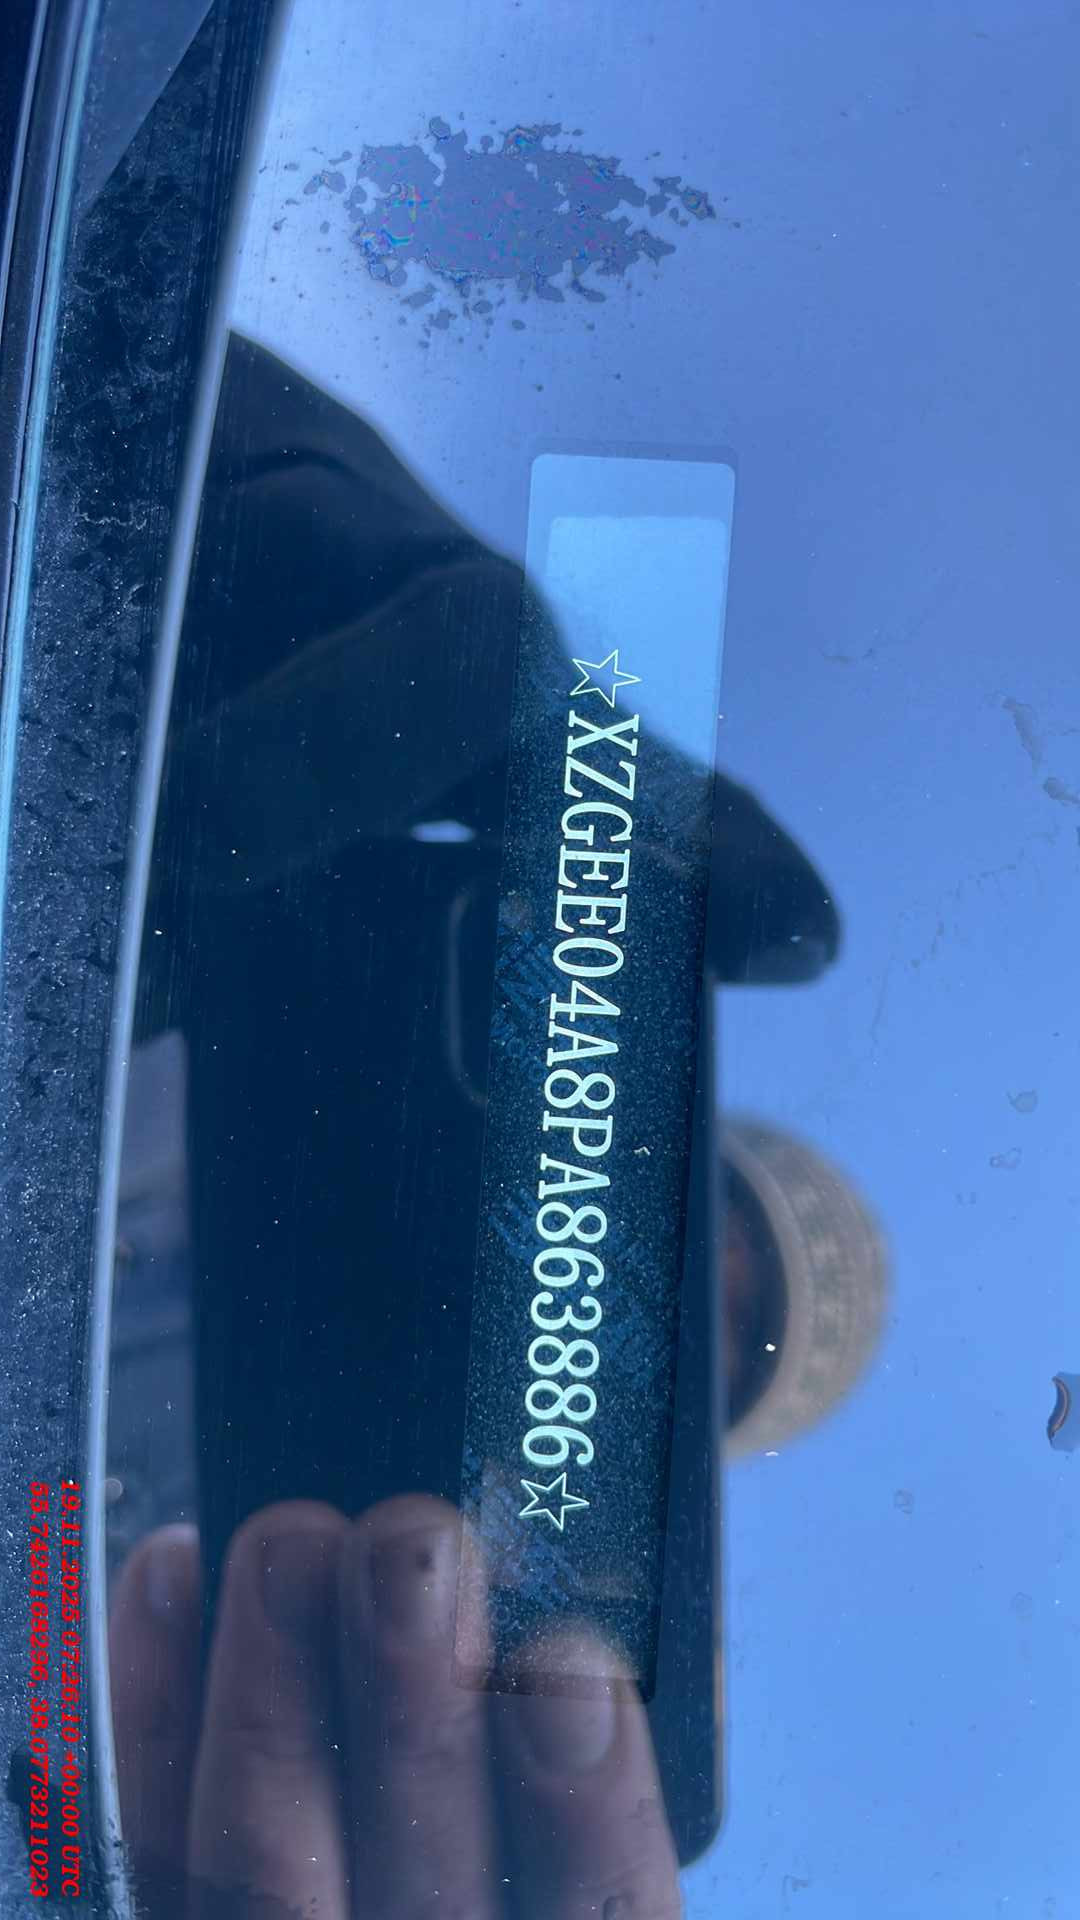 ☆XZGEE04A8PA863886☆
19.11.2025 07:26:10 +00:00 UTC
55.7426168296, 38.0773211023